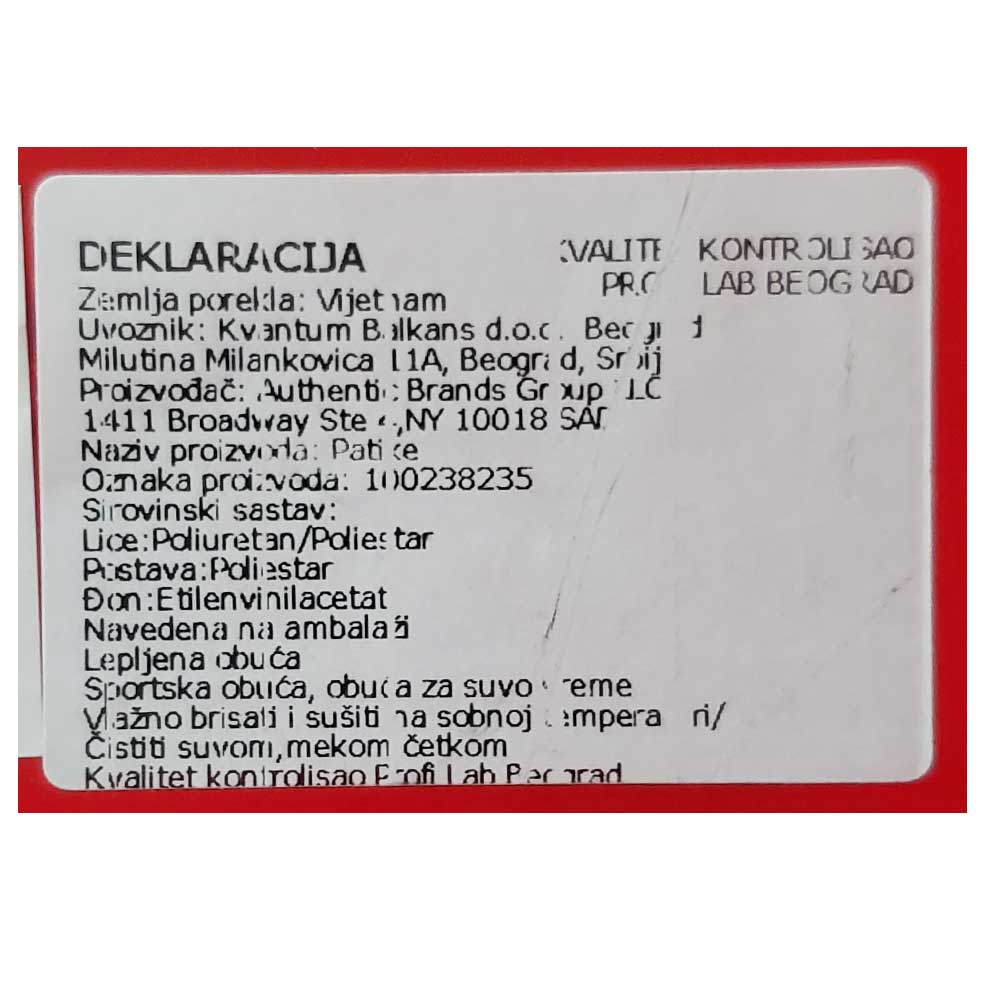 DEKLARACIJA
KVALITET KONTROLISAO
LAB BEOGRAD
Zemlja porekla: Vijetnam
Uvoznik: Kvantum Balkans d.o.o. Beograd
Milutina Milankovica 11A, Beograd, Srbij
Proizvođač: Authentic Brands Group LLC
1411 Broadway Ste ,NY 10018 SAD
Naziv proizvoda: Patike
Oznaka proizvoda: 100238235
Sirovinski sastav:
Lice:Poliuretan/Poliestar
Postava:Poliestar
Đon:Etilenvinilacetat
Navedena na ambalaži
Lepljena obuća
Sportska obuća, obuća za suvo vreme
Vlažno brisati i sušiti na sobnoj
Čistiti suvom,mekom četkom
Kvalitet kontrolisao Profi Lab Beograd